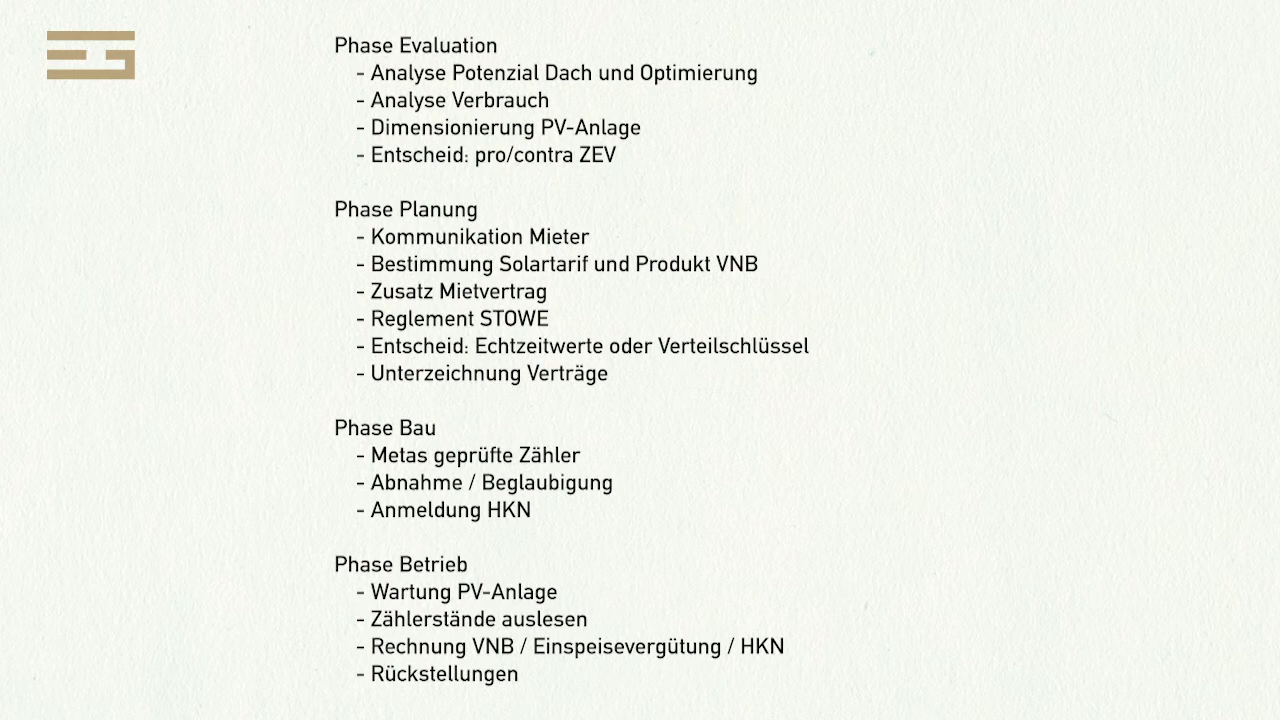 Phase Evaluation
- Analyse Potenzial Dach und Optimierung
- Analyse Verbrauch
- Dimensionierung PV-Anlage
- Entscheid: pro/contra ZEV
Phase Planung
- Kommunikation Mieter
- Bestimmung Solartarif und Produkt VNB
- Zusatz Mietvertrag
- Reglement STOWE
- Entscheid: Echtzeitwerte oder Verteilschlüssel
- Unterzeichnung Verträge
Phase Bau
- Metas geprüfte Zähler
- Abnahme / Beglaubigung
- Anmeldung HKN
Phase Betrieb
- Wartung PV-Anlage
- Zählerstände auslesen
- Rechnung VNB / Einspeisevergütung / HKN
- Rückstellungen